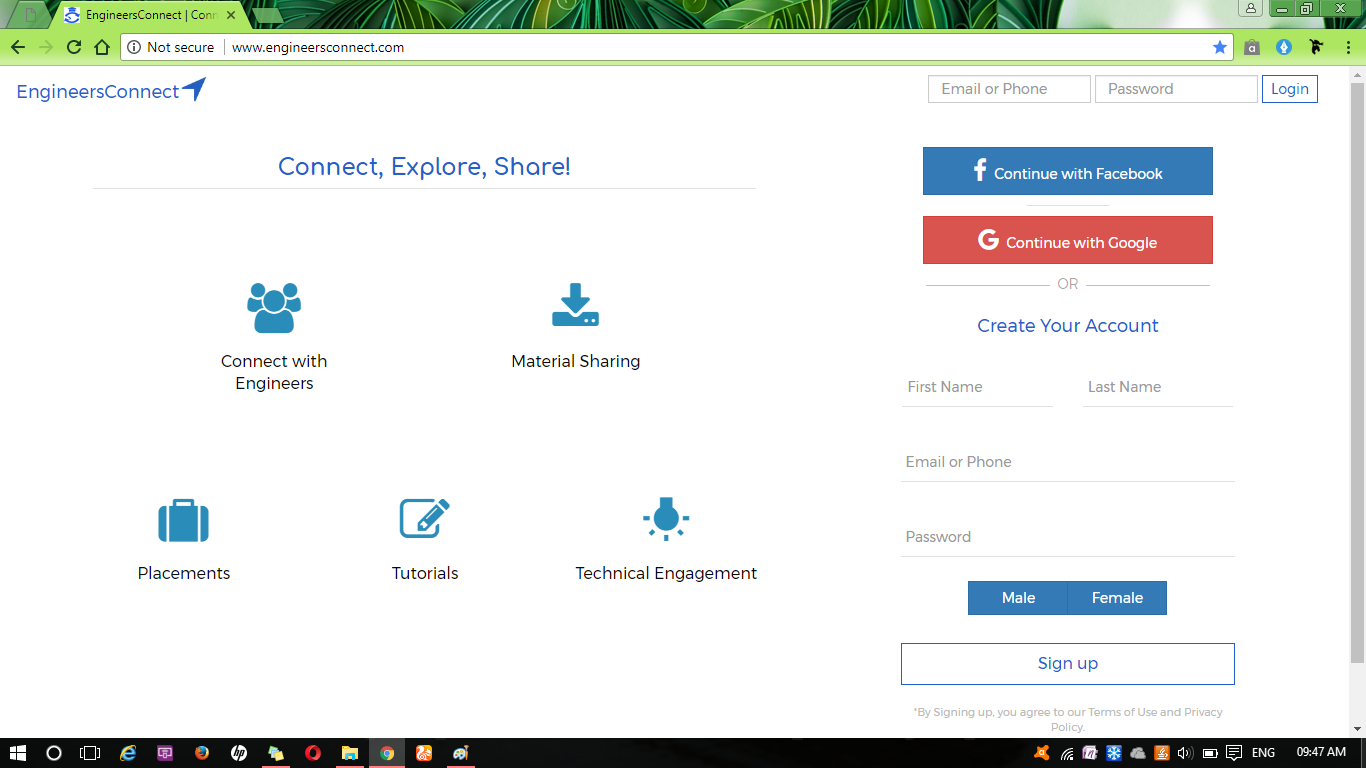 EngineersConnect | Conn
Not secure
www.engineersconnect.com
EngineersConnect
Email or Phone
Password
Login
Connect, Explore, Share!
Connect with
Engineers
Material Sharing
Placements
Tutorials
Technical Engagement
f Continue with Facebook
G Continue with Google
OR
Create Your Account
First Name
Last Name
Email or Phone
Password
Male
Female
Sign up
*By Signing up, you agree to our Terms of Use and Privacy
Policy.
hp
ENG
09:47 AM